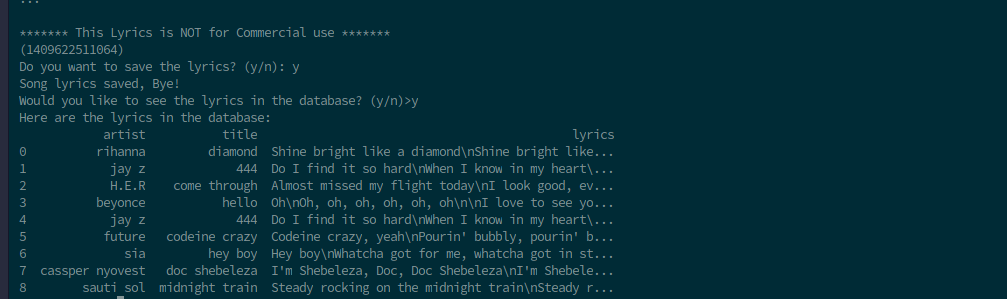 ...
******* This Lyrics is NOT for Commercial use *******
(1409622511064)
Do you want to save the lyrics? (y/n): y
Song lyrics saved, Bye!
Would you like to see the lyrics in the database? (y/n)>y
Here are the lyrics in the database:
artist title lyrics
0 rihanna diamond Shine bright like a diamond\nShine bright like...
1 jay z 444 Do I find it so hard\nWhen I know in my heart\...
2 H.E.R come through Almost missed my flight today\nI look good, ev...
3 beyonce hello Oh\nOh, oh, oh, oh, oh, oh\n\nI love to see yo...
4 jay z 444 Do I find it so hard\nWhen I know in my heart\...
5 future codeine crazy Codeine crazy, yeah\nPourin' bubbly, pourin' b...
6 sia hey boy Hey boy\nWhatcha got for me, whatcha got in st...
7 cassper nyovest doc shebeleza I'm Shebeleza, Doc, Doc Shebeleza\nI'm Shebele...
8 sauti sol midnight train Steady rocking on the midnight train\nSteady r...